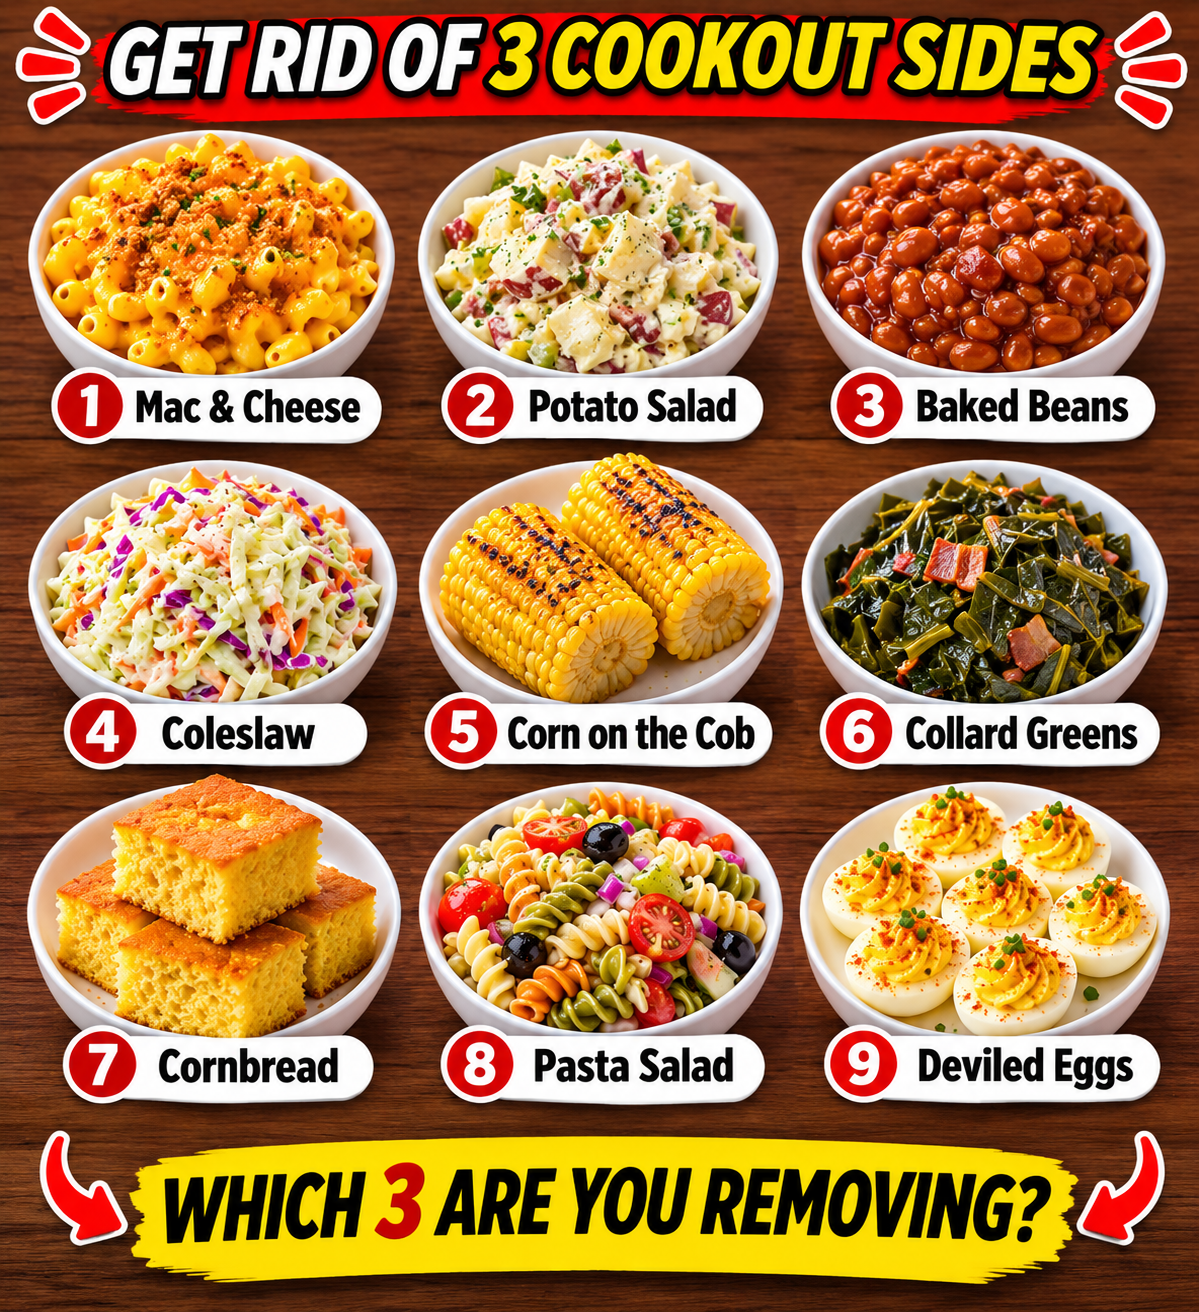 GET RID OF 3 COOKOUT SIDES
1 Mac & Cheese
2 Potato Salad
3 Baked Beans
4 Coleslaw
5 Corn on the Cob
6 Collard Greens
7 Cornbread
8 Pasta Salad
9 Deviled Eggs
WHICH 3 ARE YOU REMOVING?